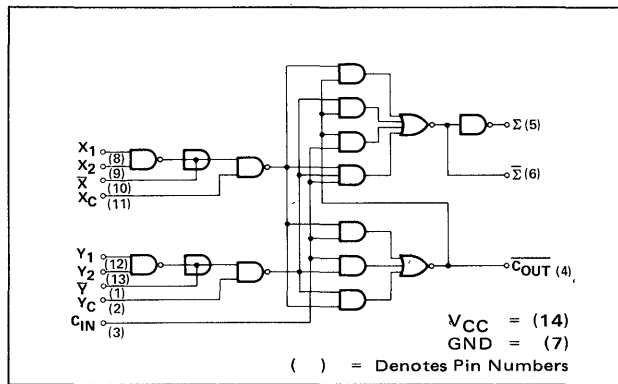 Σ (5)
X1
(8)
X2
(9)
X̅
(10)
XC
(11)
Σ̅ (6)
Y1
(12)
Y2
(13)
Y̅
(1)
YC
(2)
CIN
(3)
C̅O̅U̅T̅ (4)
VCC = (14)
GND = (7)
( ) = Denotes Pin Numbers